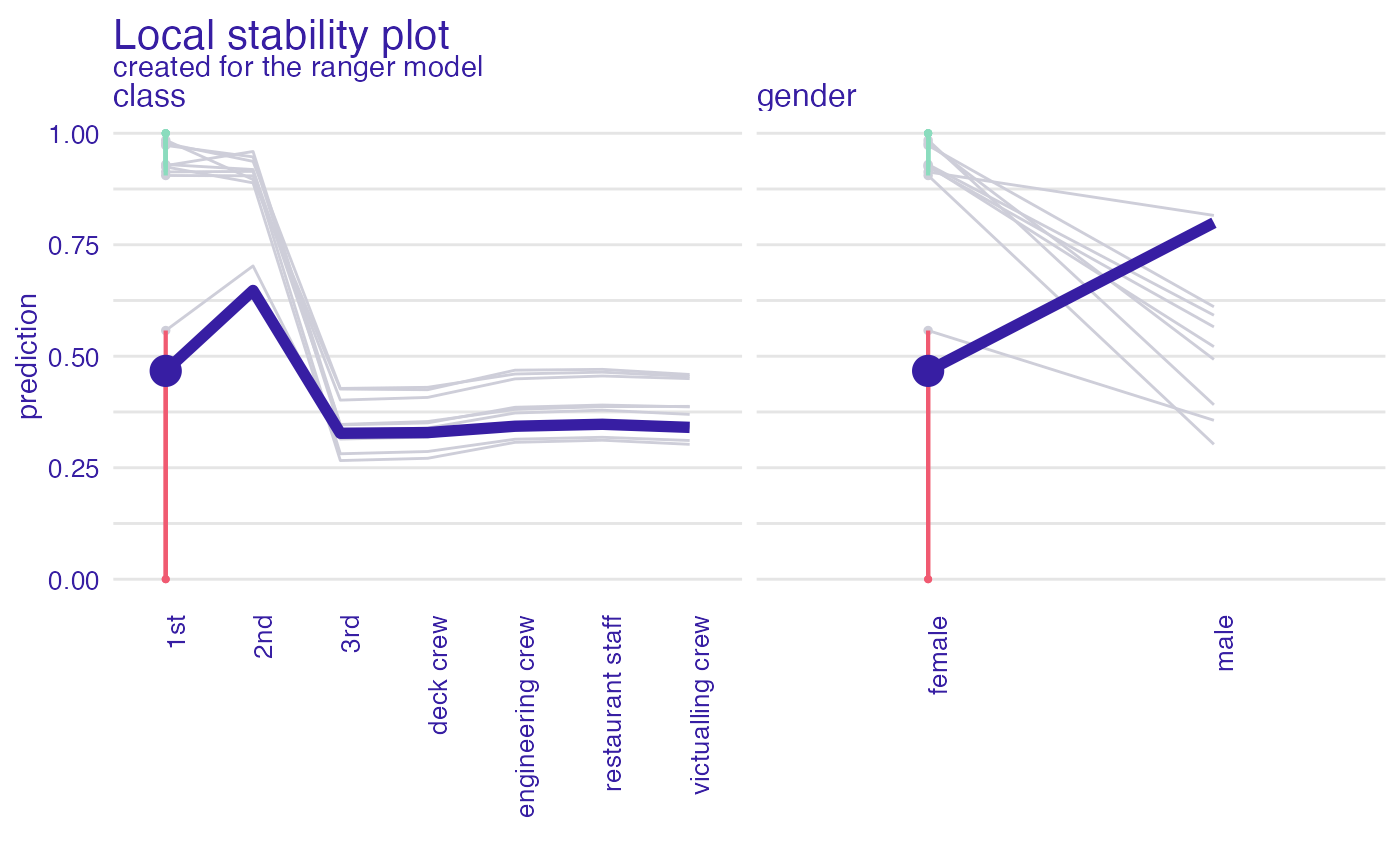 Local stability plot
created for the ranger model
class
gender
prediction
1.00
0.75
0.50
0.25
0.00
1st
2nd
3rd
deck crew
engineering crew
restaurant staff
victualling crew
female
male